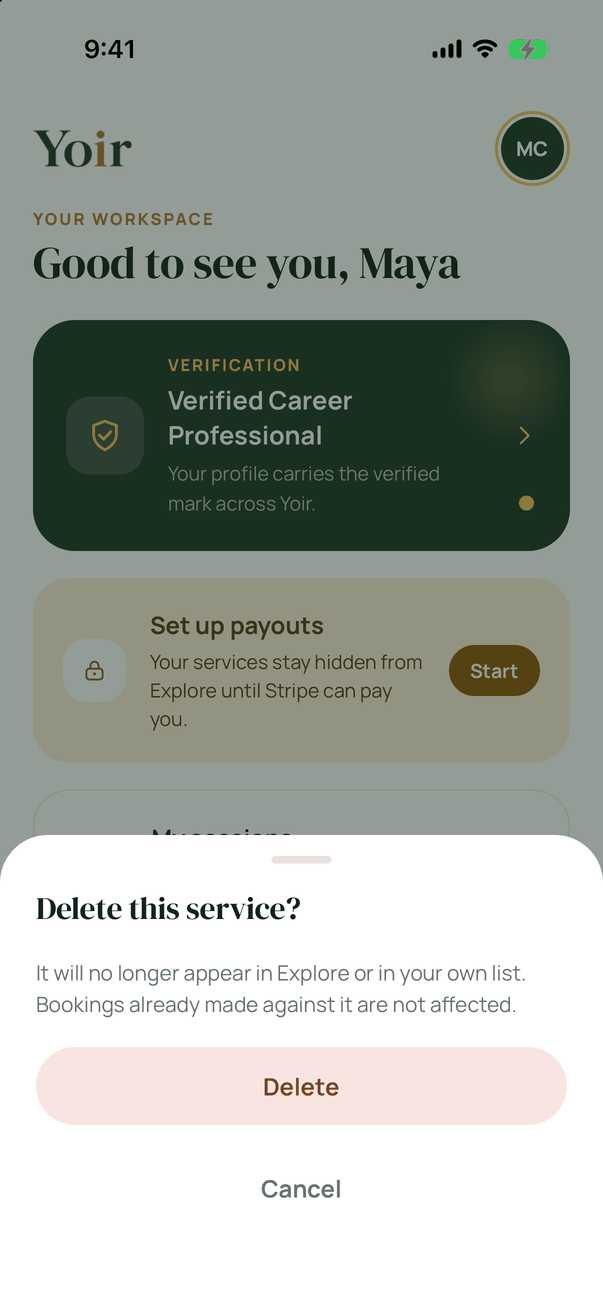 9:41
Yoir
MC
YOUR WORKSPACE
Good to see you, Maya
VERIFICATION
Verified Career
Professional
Your profile carries the verified
mark across Yoir.
Set up payouts
Your services stay hidden from
Explore until Stripe can pay
you.
Start
My sessions
Delete this service?
It will no longer appear in Explore or in your own list.
Bookings already made against it are not affected.
Delete
Cancel